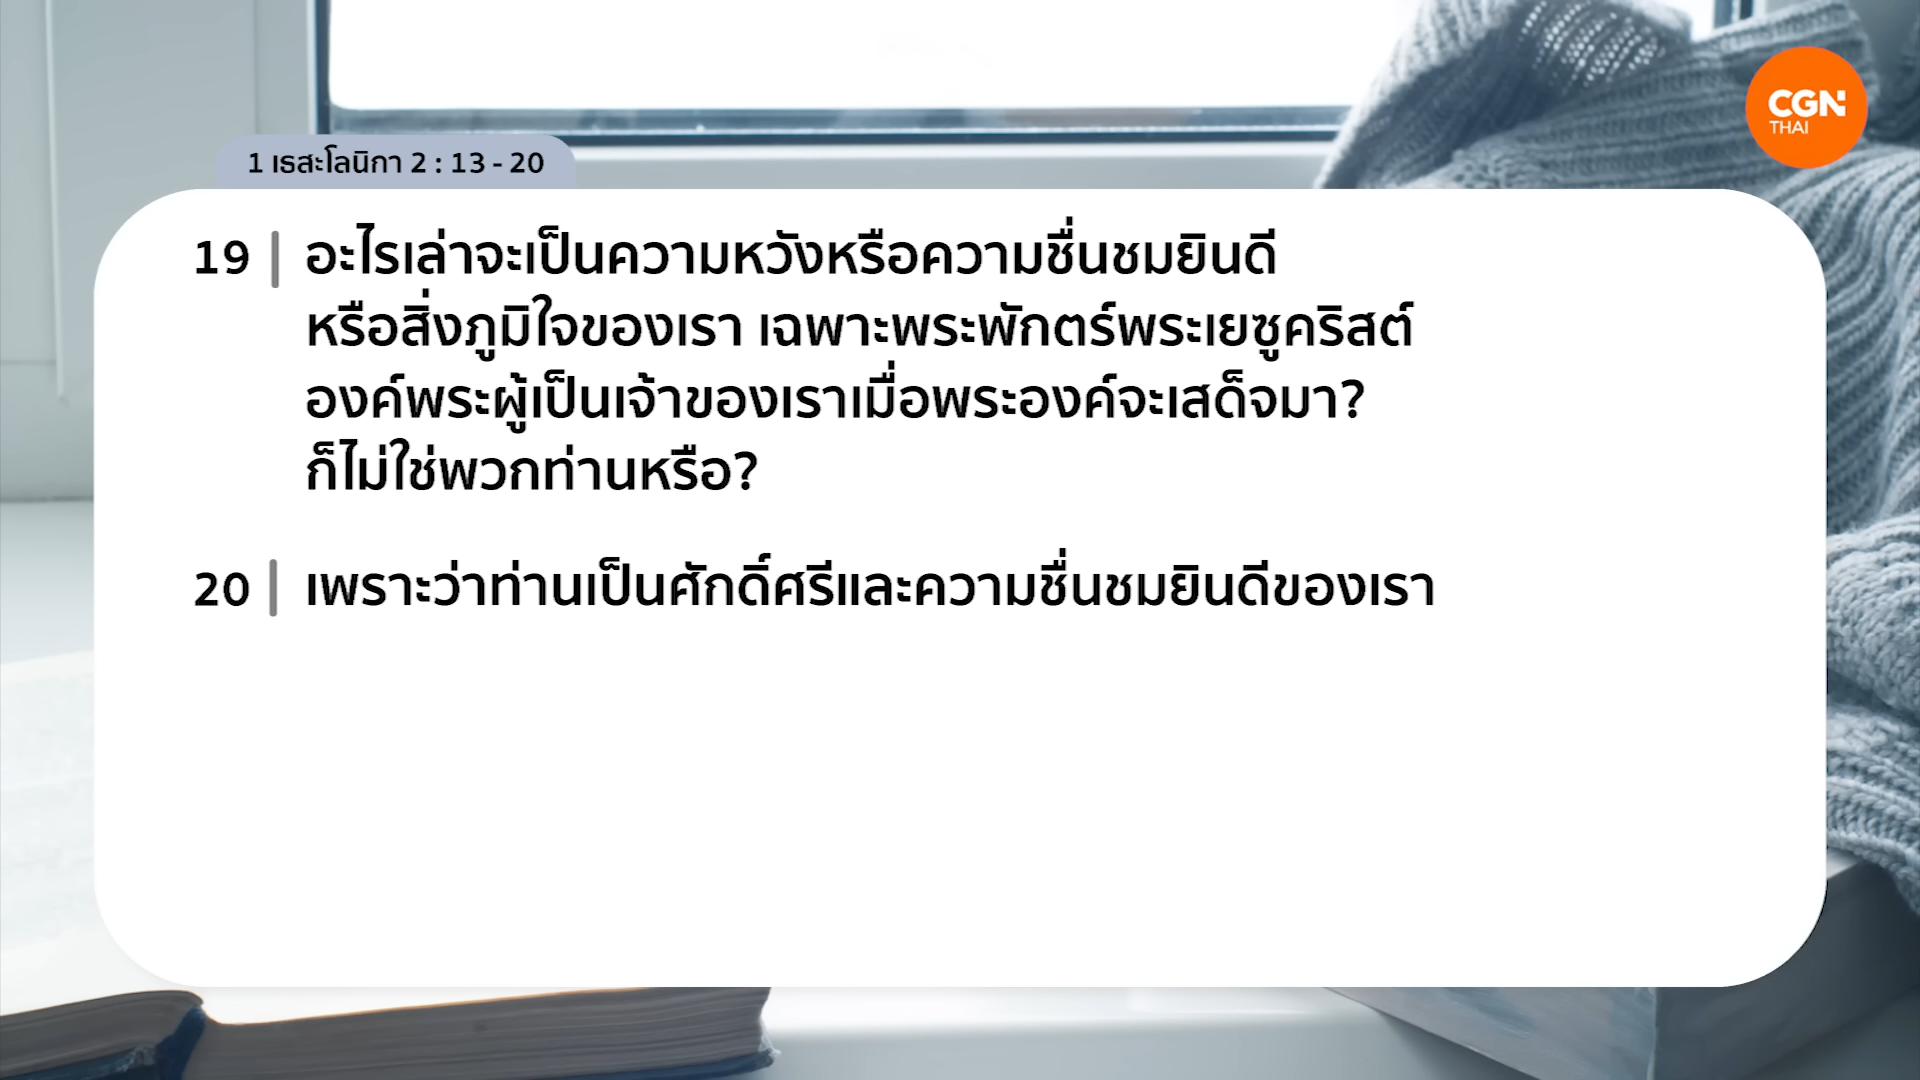 CGN
THAI
1 เธสะโลนิกา 2 : 13 - 20
19 | อะไรเล่าจะเป็นความหวังหรือความชื่นชมยินดี
หรือสิ่งภูมิใจของเรา เฉพาะพระพักตร์พระเยซูคริสต์
องค์พระผู้เป็นเจ้าของเราเมื่อพระองค์จะเสด็จมา?
ก็ไม่ใช่พวกท่านหรือ?
20 | เพราะว่าท่านเป็นศักดิ์ศรีและความชื่นชมยินดีของเรา